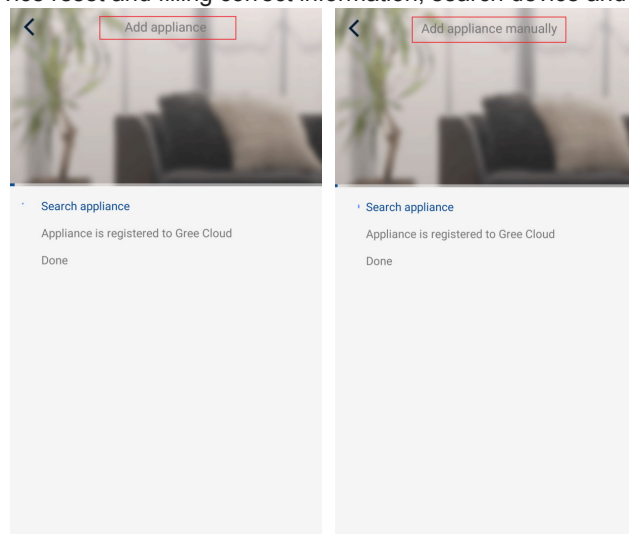 reset and filling correct information, search device and
Add appliance
Search appliance
Appliance is registered to Gree Cloud
Done
Add appliance manually
Search appliance
Appliance is registered to Gree Cloud
Done